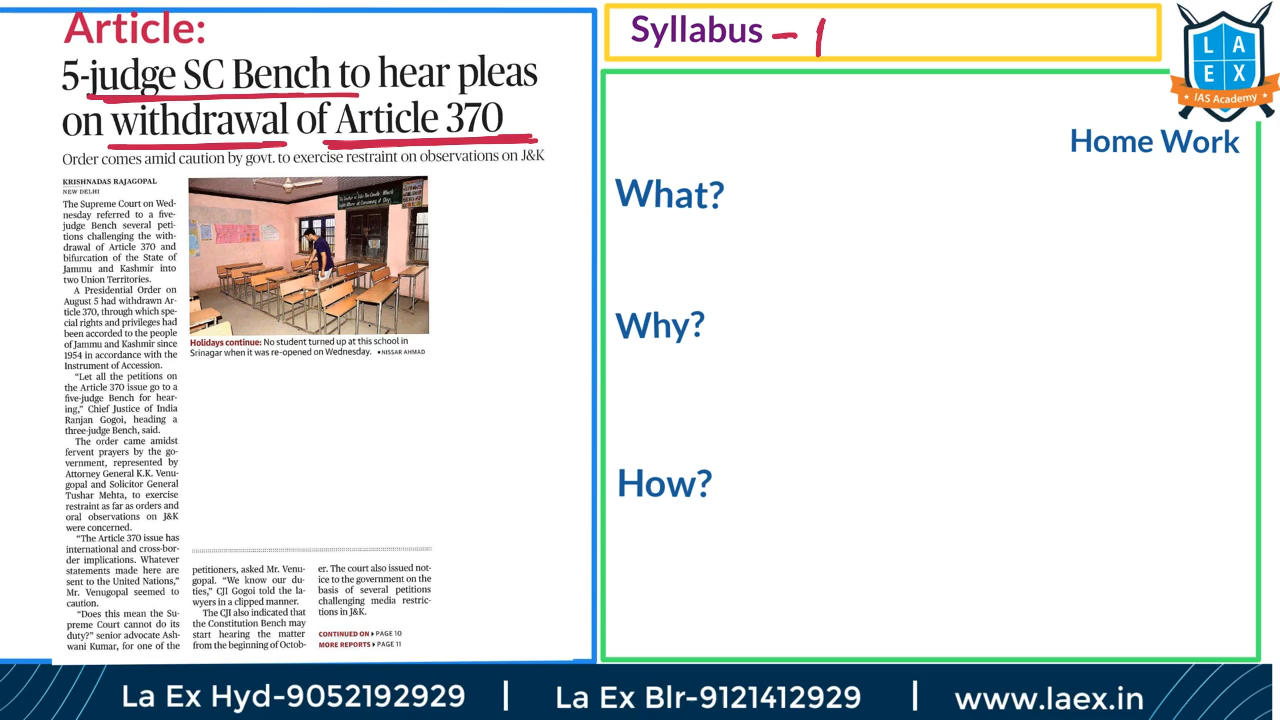 Article:
5-judge SC Bench to hear pleas
on withdrawal of Article 370
Order comes amid caution by govt. to exercise restraint on observations on J&K
KRISHNADAS RAJAGOPAL
NEW DELHI
The Supreme Court on Wed-
nesday referred to a five-
judge Bench several peti-
tions challenging the with-
drawal of Article 370 and
bifurcation of the State of
Jammu and Kashmir into
two Union Territories.
A Presidential Order on
August 5 had withdrawn Ar-
ticle 370, through which spe-
cial rights and privileges had
been accorded to the people
of Jammu and Kashmir since
1954 in accordance with the
Instrument of Accession.
"Let all the petitions on
the Article 370 issue go to a
five-judge Bench for hear-
ing," Chief Justice of India
Ranjan Gogoi, heading a
three-judge Bench, said.
The order came amidst
fervent prayers by the go-
vernment, represented by
Attorney General K.K. Venu-
gopal and Solicitor General
Tushar Mehta, to exercise
restraint as far as orders and
oral observations on J&K
were concerned.
"The Article 370 issue has
international and cross-bor-
der implications. Whatever
statements made here are
sent to the United Nations,"
Mr. Venugopal seemed to
caution.
"Does this mean the Su-
preme Court cannot do its
duty?" senior advocate Ash-
wani Kumar, for one of the
Holidays continue: No student turned up at this school in
Srinagar when it was re-opened on Wednesday. ●NISSAR AHMAD
petitioners, asked Mr. Venu-
gopal. "We know our du-
ties," CJI Gogoi told the la-
wyers in a clipped manner.
The CJI also indicated that
the Constitution Bench may
start hearing the matter
from the beginning of Octob-
er. The court also issued not-
ice to the government on the
basis of several petitions
challenging media restric-
tions in J&K.
CONTINUED ON ▸ PAGE 10
MORE REPORTS ▸ PAGE 11
Syllabus - 1
LA
EX
IAS Academy
Home Work
What?
Why?
How?
La Ex Hyd-9052192929 | La Ex Blr-9121412929 | www.laex.in